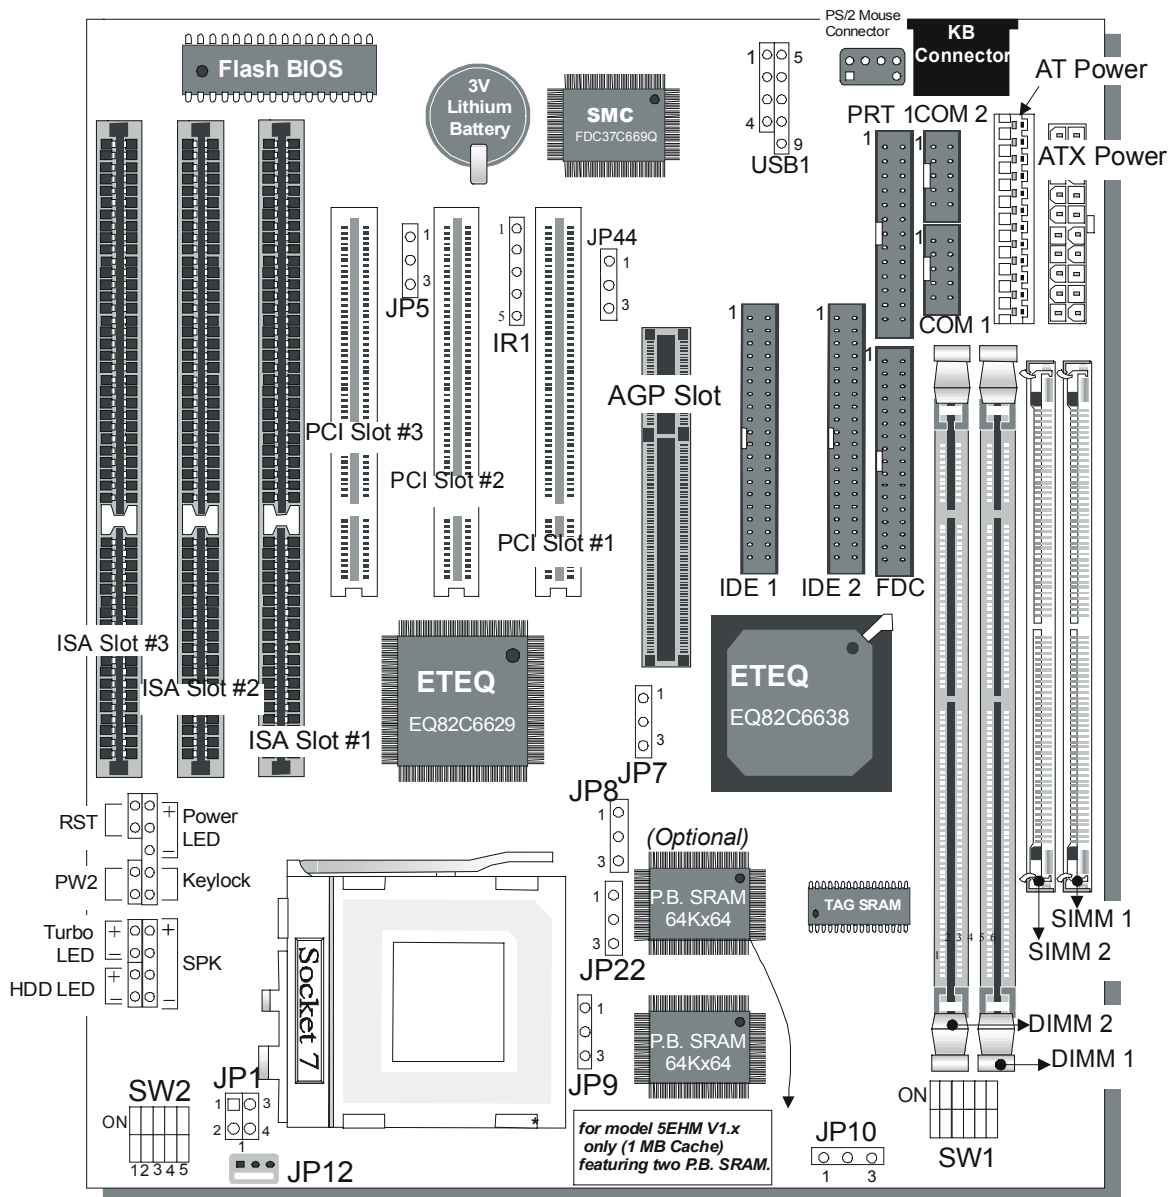 PS/2 Mouse
Connector
KB
Connector
AT Power
Flash BIOS
3V
Lithium
Battery
SMC
FDC37C669Q
1
5
4
9
USB1
PRT 1
COM 2
1
1
ATX Power
1
3
JP5
1
5
IR1
JP44
1
3
1
COM 1
1
1
1
AGP Slot
PCI Slot #3
PCI Slot #2
PCI Slot #1
IDE 1
IDE 2
FDC
ISA Slot #3
ISA Slot #2
ISA Slot #1
ETEQ
EQ82C6629
ETEQ
EQ82C6638
1
3
JP7
JP8
1
3
(Optional)
RST
+
–
Power
LED
PW2
Keylock
P.B. SRAM
64Kx64
TAG SRAM
1
3
JP22
Turbo
LED
+
–
+
–
SPK
HDD LED
+
–
Socket 7
SIMM 1
SIMM 2
1 2 3 4 5 6
1
3
JP9
P.B. SRAM
64Kx64
DIMM 2
DIMM 1
SW2
ON
1 2 3 4 5
JP1
1
3
2
4
1
JP12
*
for model 5EHM V1.x
only (1 MB Cache)
featuring two P.B. SRAM.
JP10
1
3
ON
SW1